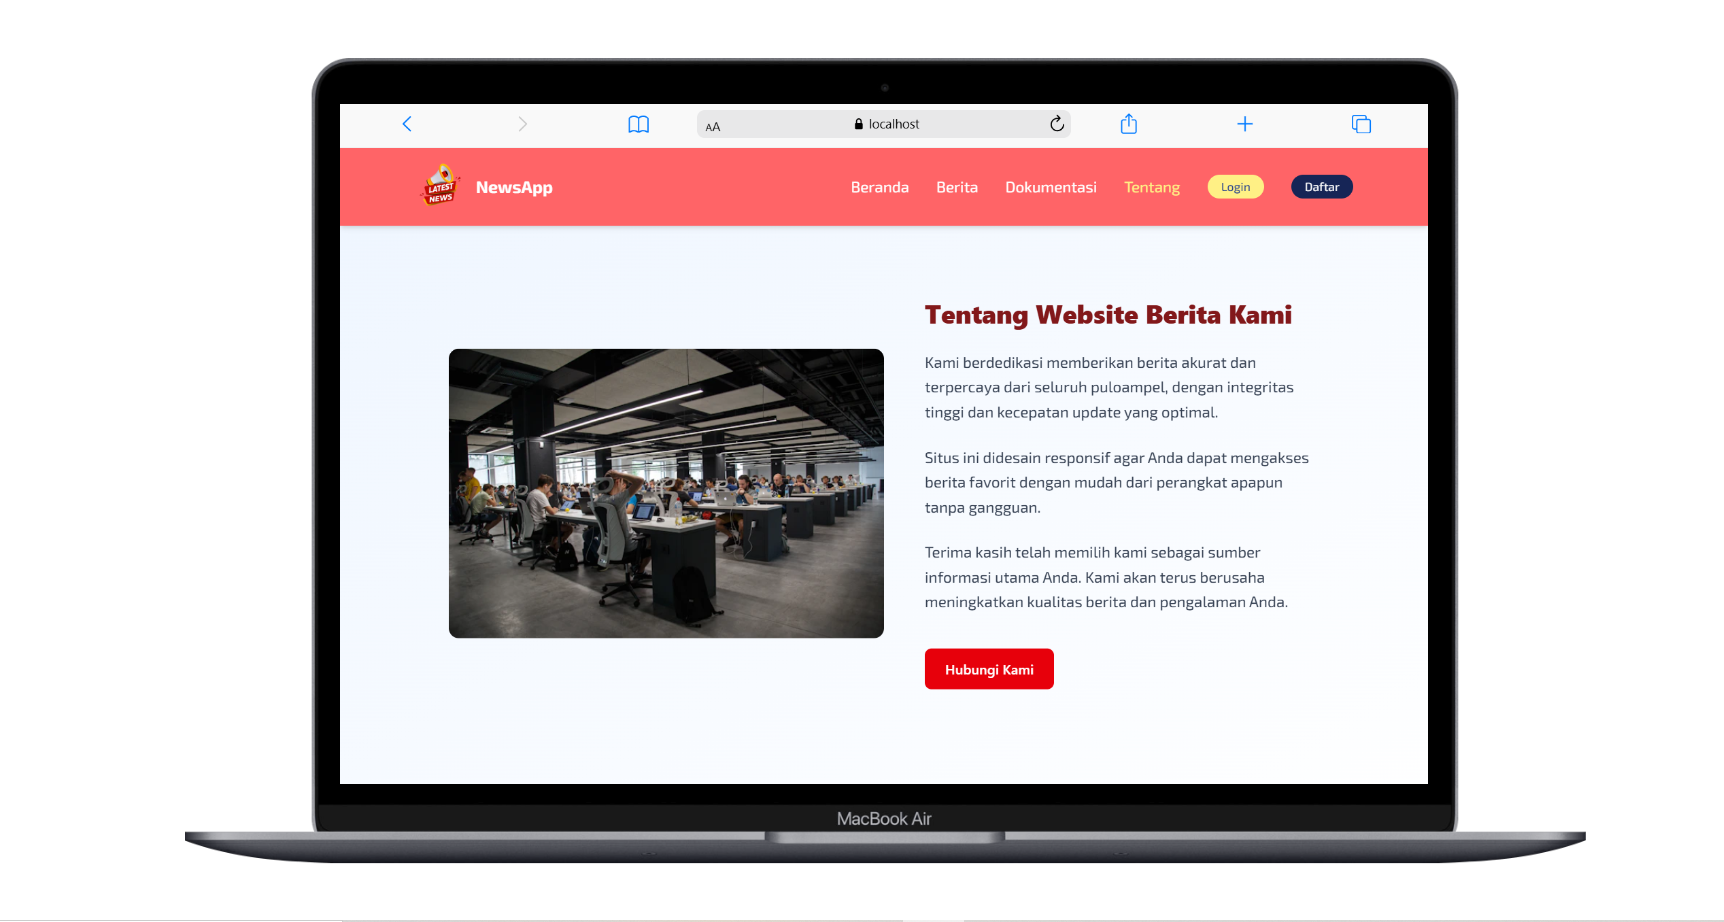 AA localhost
LATEST
NEWS
NewsApp
Beranda Berita Dokumentasi Tentang Login Daftar
Tentang Website Berita Kami
Kami berdedikasi memberikan berita akurat dan
terpercaya dari seluruh puloampel, dengan integritas
tinggi dan kecepatan update yang optimal.
Situs ini didesain responsif agar Anda dapat mengakses
berita favorit dengan mudah dari perangkat apapun
tanpa gangguan.
Terima kasih telah memilih kami sebagai sumber
informasi utama Anda. Kami akan terus berusaha
meningkatkan kualitas berita dan pengalaman Anda.
Hubungi Kami
MacBook Air